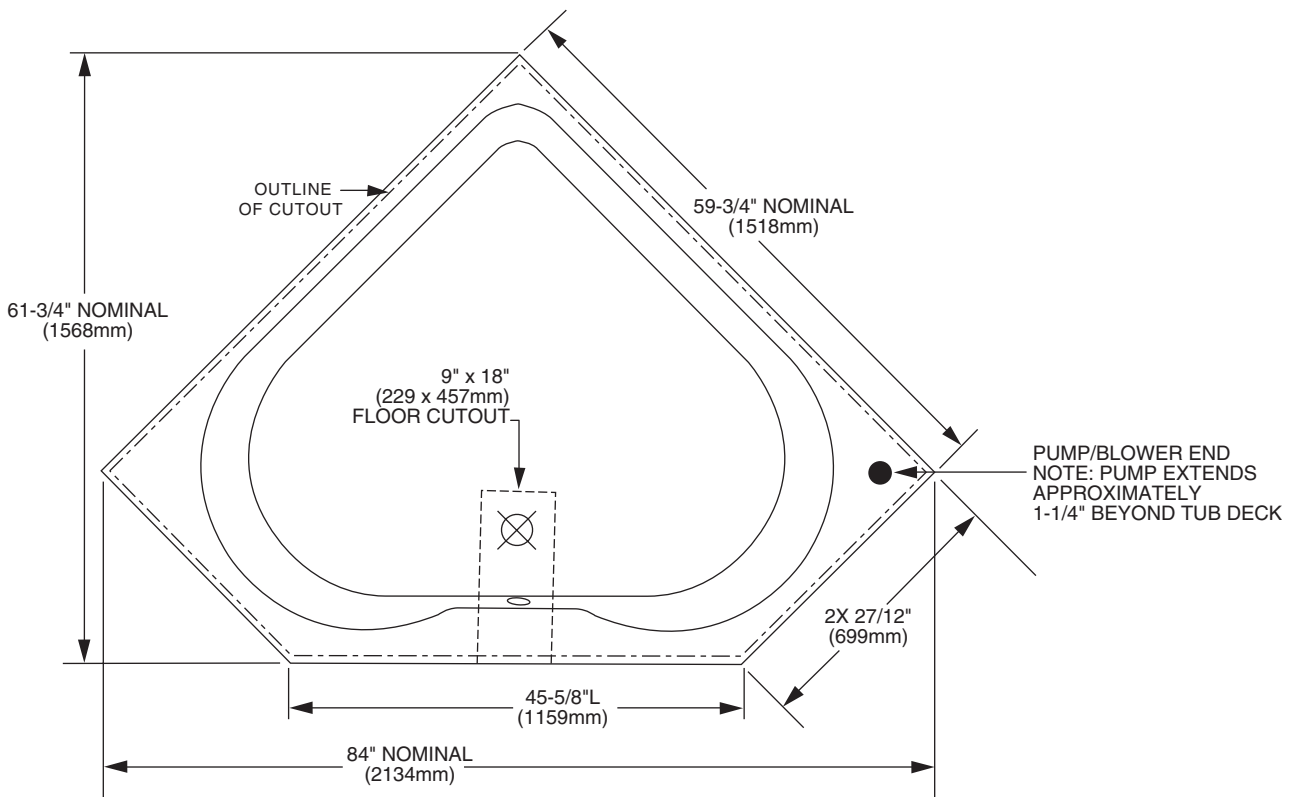 OUTLINE
OF CUTOUT
59-3/4" NOMINAL
(1518mm)
61-3/4" NOMINAL
(1568mm)
9" x 18"
(229 x 457mm)
FLOOR CUTOUT
PUMP/BLOWER END
NOTE: PUMP EXTENDS
APPROXIMATELY
1-1/4" BEYOND TUB DECK
2X 27/12"
(699mm)
45-5/8"L
(1159mm)
84" NOMINAL
(2134mm)